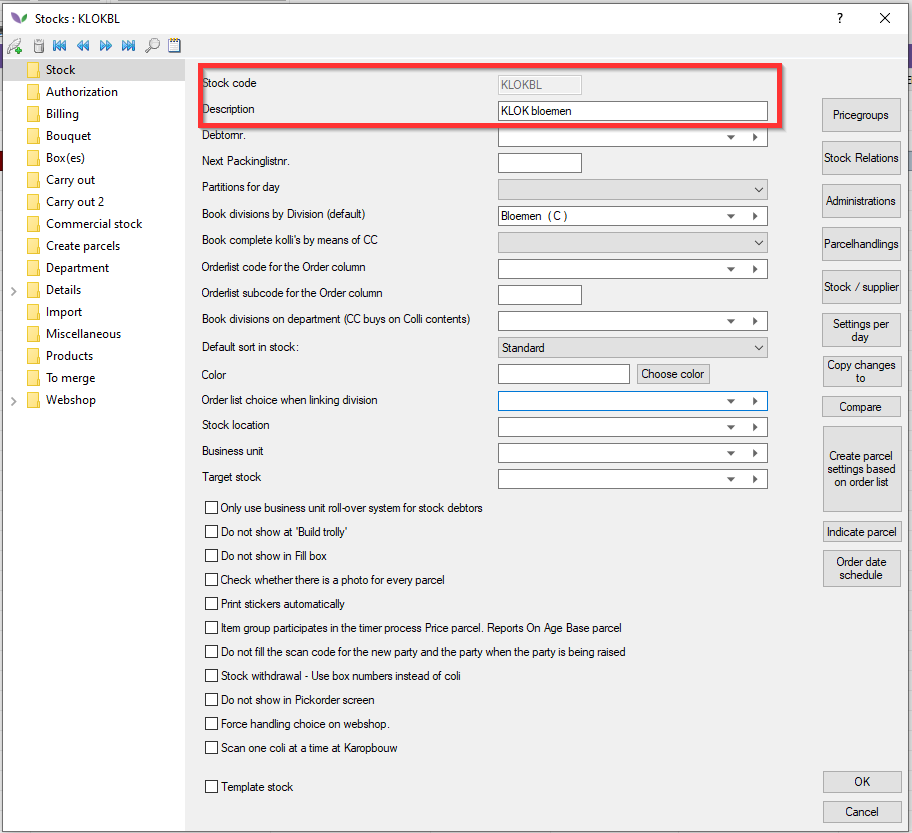 Stocks : KLOKBL
?
Stock
Authorization
Billing
Bouquet
Box(es)
Carry out
Carry out 2
Commercial stock
Create parcels
Department
Details
Import
Miscellaneous
Products
To merge
Webshop
Stock code KLOKBL
Description KLOK bloemen
Debtornr.
Next Packinglistnr.
Partitions for day
Book divisions by Division (default) Bloemen ( C )
Book complete kolli's by means of CC
Orderlist code for the Order column
Orderlist subcode for the Order column
Book divisions on department (CC buys on Colli contents)
Default sort in stock: Standard
Color Choose color
Order list choice when linking division
Stock location
Business unit
Target stock
Only use business unit roll-over system for stock debtors
Do not show at 'Build trolly'
Do not show in Fill box
Check whether there is a photo for every parcel
Print stickers automatically
Item group participates in the timer process Price parcel. Reports On Age Base parcel
Do not fill the scan code for the new party and the party when the party is being raised
Stock withdrawal - Use box numbers instead of coli
Do not show in Pickorder screen
Force handling choice on webshop.
Scan one coli at a time at Karopbouw
Template stock
Pricegroups
Stock Relations
Administrations
Parcelhandlings
Stock / supplier
Settings per
day
Copy changes
to
Compare
Create parcel
settings based
on order list
Indicate parcel
Order date
schedule
OK
Cancel